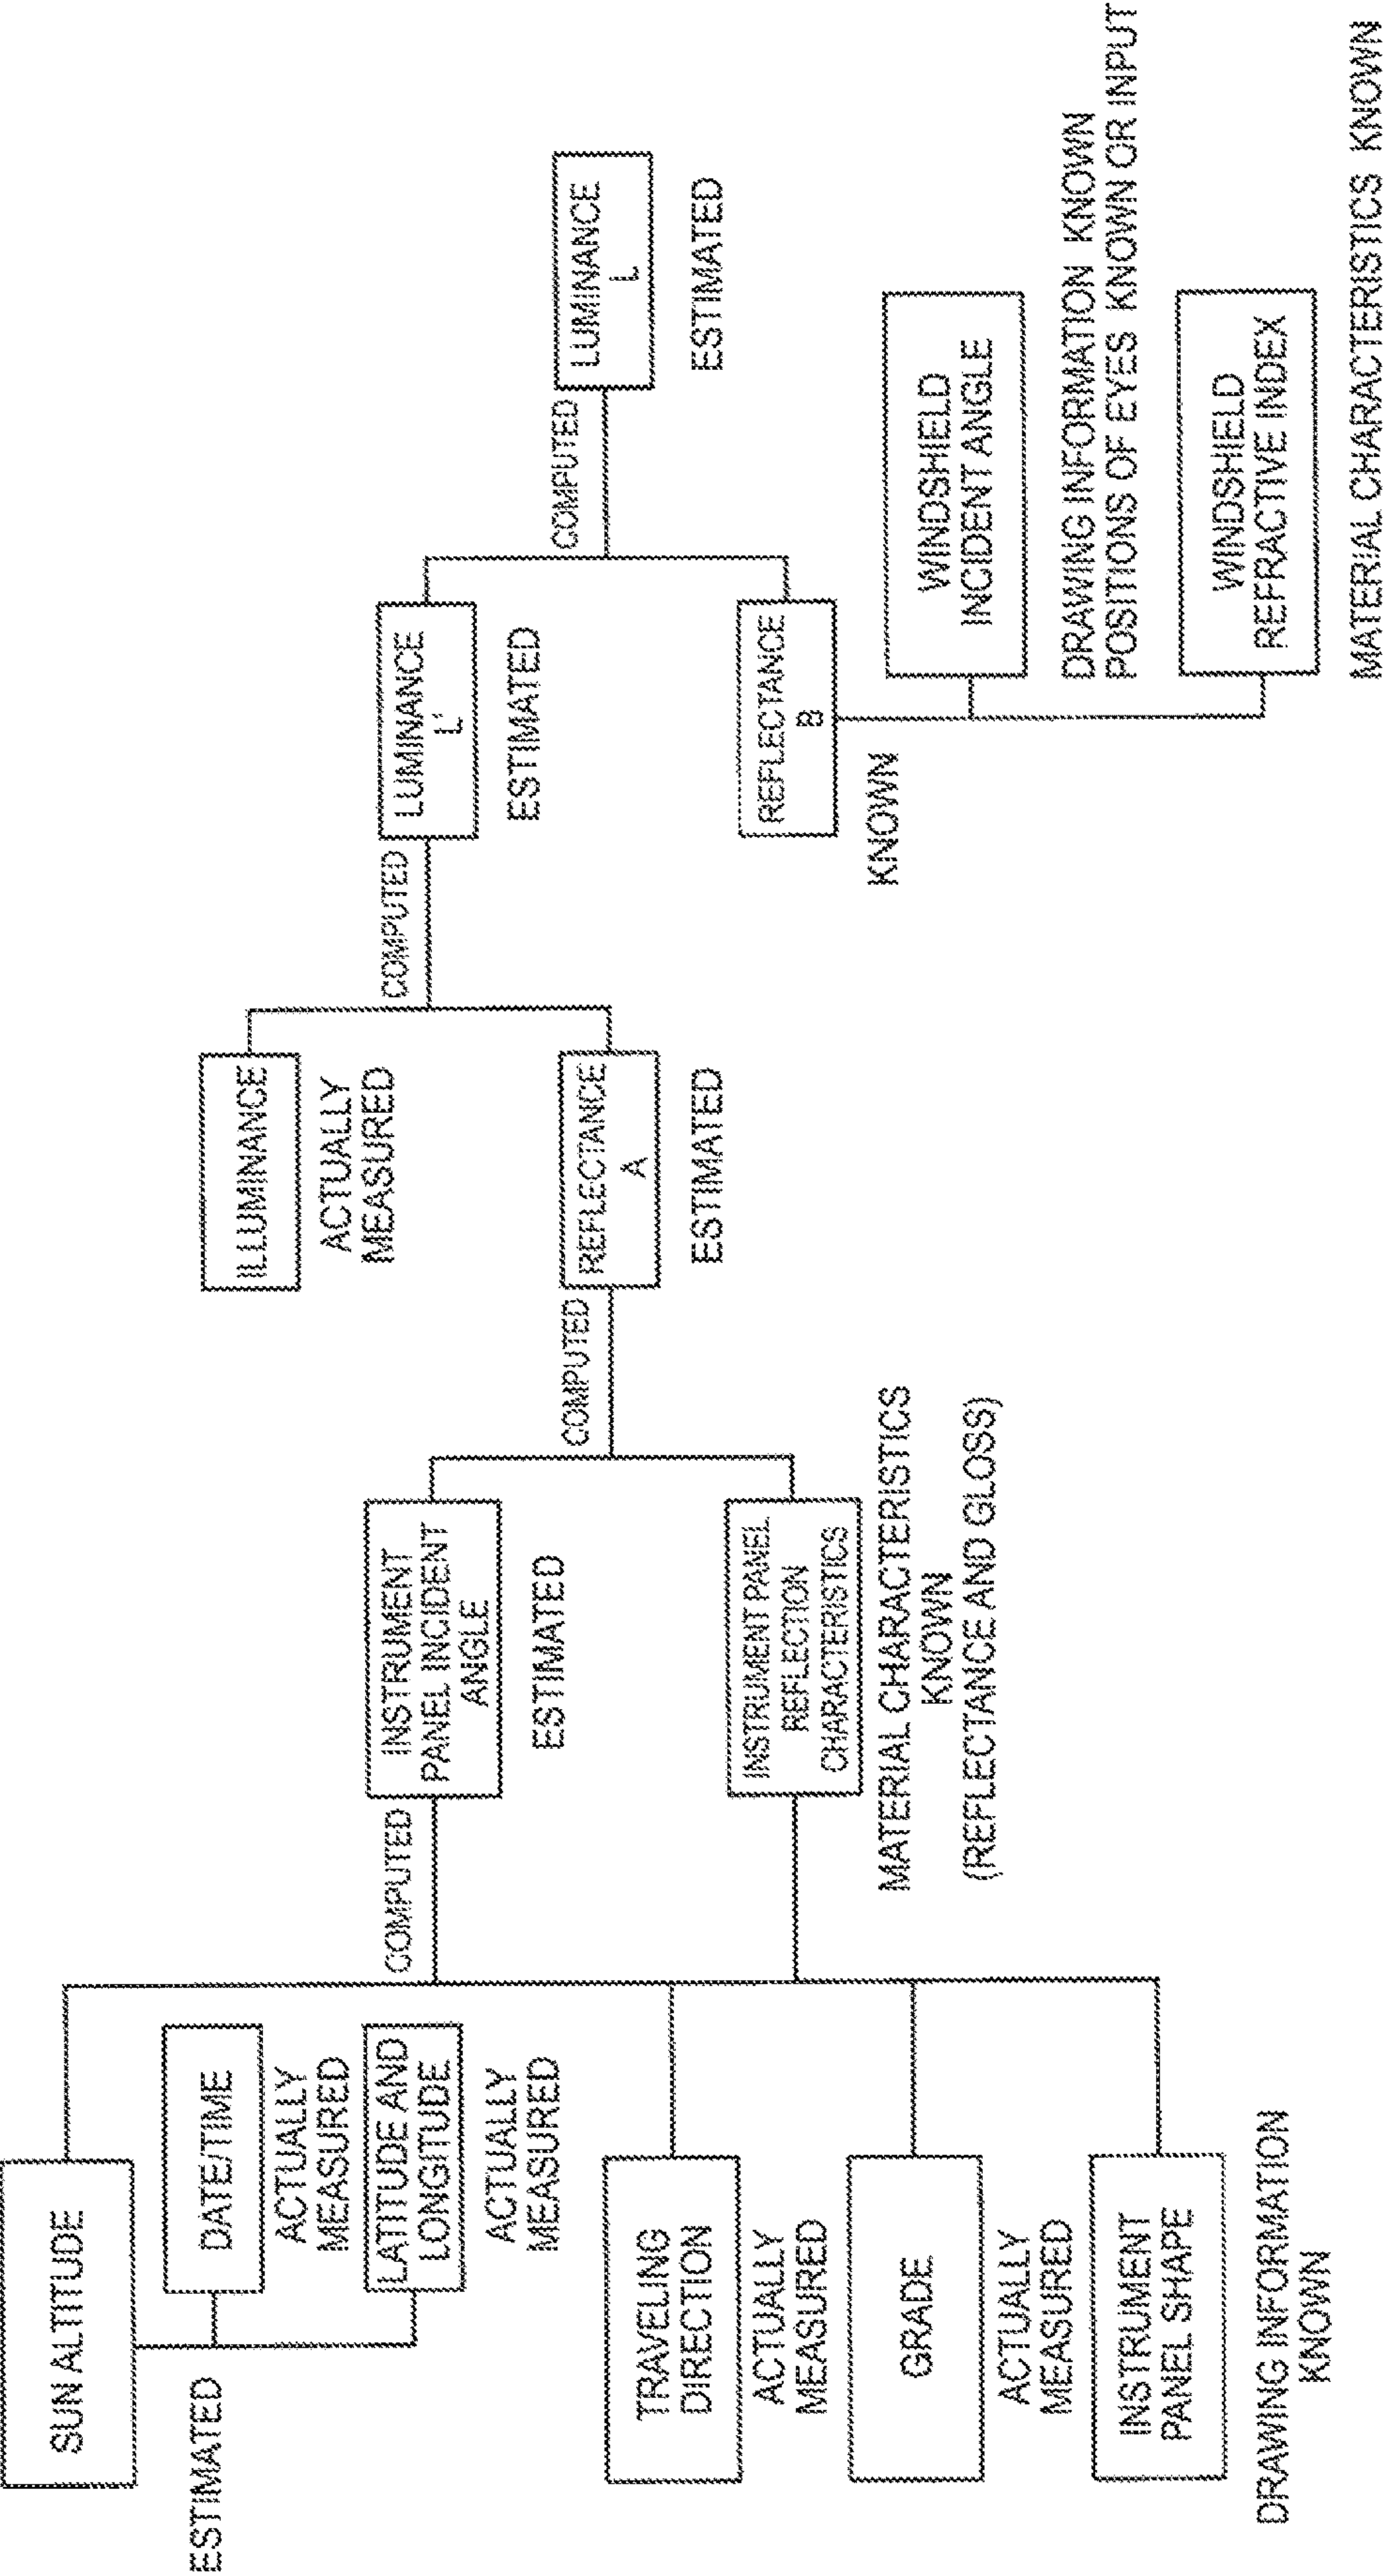 SUN ALTITUDE
ESTIMATED
DATE/TIME
ACTUALLY
MEASURED
LATITUDE AND
LONGITUDE
ACTUALLY
MEASURED
TRAVELING
DIRECTION
ACTUALLY
MEASURED
GRADE
ACTUALLY
MEASURED
INSTRUMENT
PANEL SHAPE
DRAWING INFORMATION
KNOWN
COMPUTED
INSTRUMENT
PANEL INCIDENT
ANGLE
ESTIMATED
INSTRUMENT PANEL
REFLECTION
CHARACTERISTICS
MATERIAL CHARACTERISTICS
KNOWN
(REFLECTANCE AND GLOSS)
COMPUTED
ILLUMINANCE
ACTUALLY
MEASURED
REFLECTANCE
A
ESTIMATED
COMPUTED
LUMINANCE
L'
ESTIMATED
REFLECTANCE
B
KNOWN
COMPUTED
LUMINANCE
L
ESTIMATED
WINDSHIELD
INCIDENT ANGLE
DRAWING INFORMATION KNOWN
POSITIONS OF EYES KNOWN OR INPUT
WINDSHIELD
REFRACTIVE INDEX
MATERIAL CHARACTERISTICS KNOWN